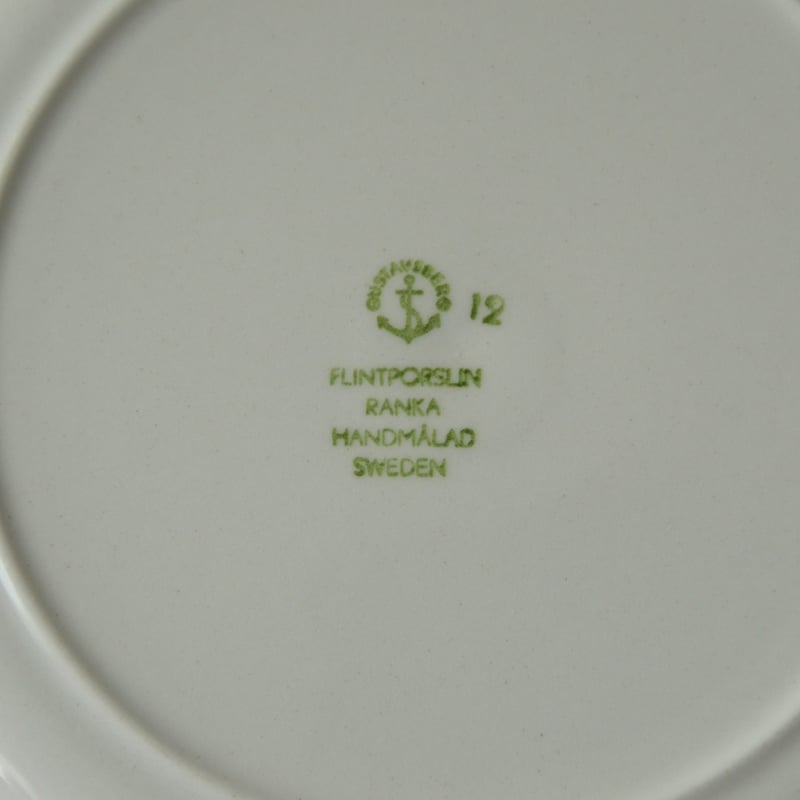 GUSTAVSBERG
12
FLINTPORSLIN
RANKA
HANDMÅLAD
SWEDEN